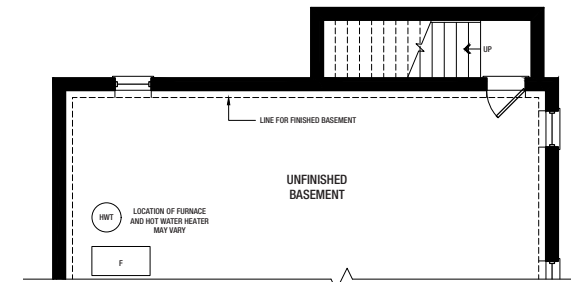 UP
LINE FOR FINISHED BASEMENT
UNFINISHED
BASEMENT
HWT
LOCATION OF FURNACE
AND HOT WATER HEATER
MAY VARY
F